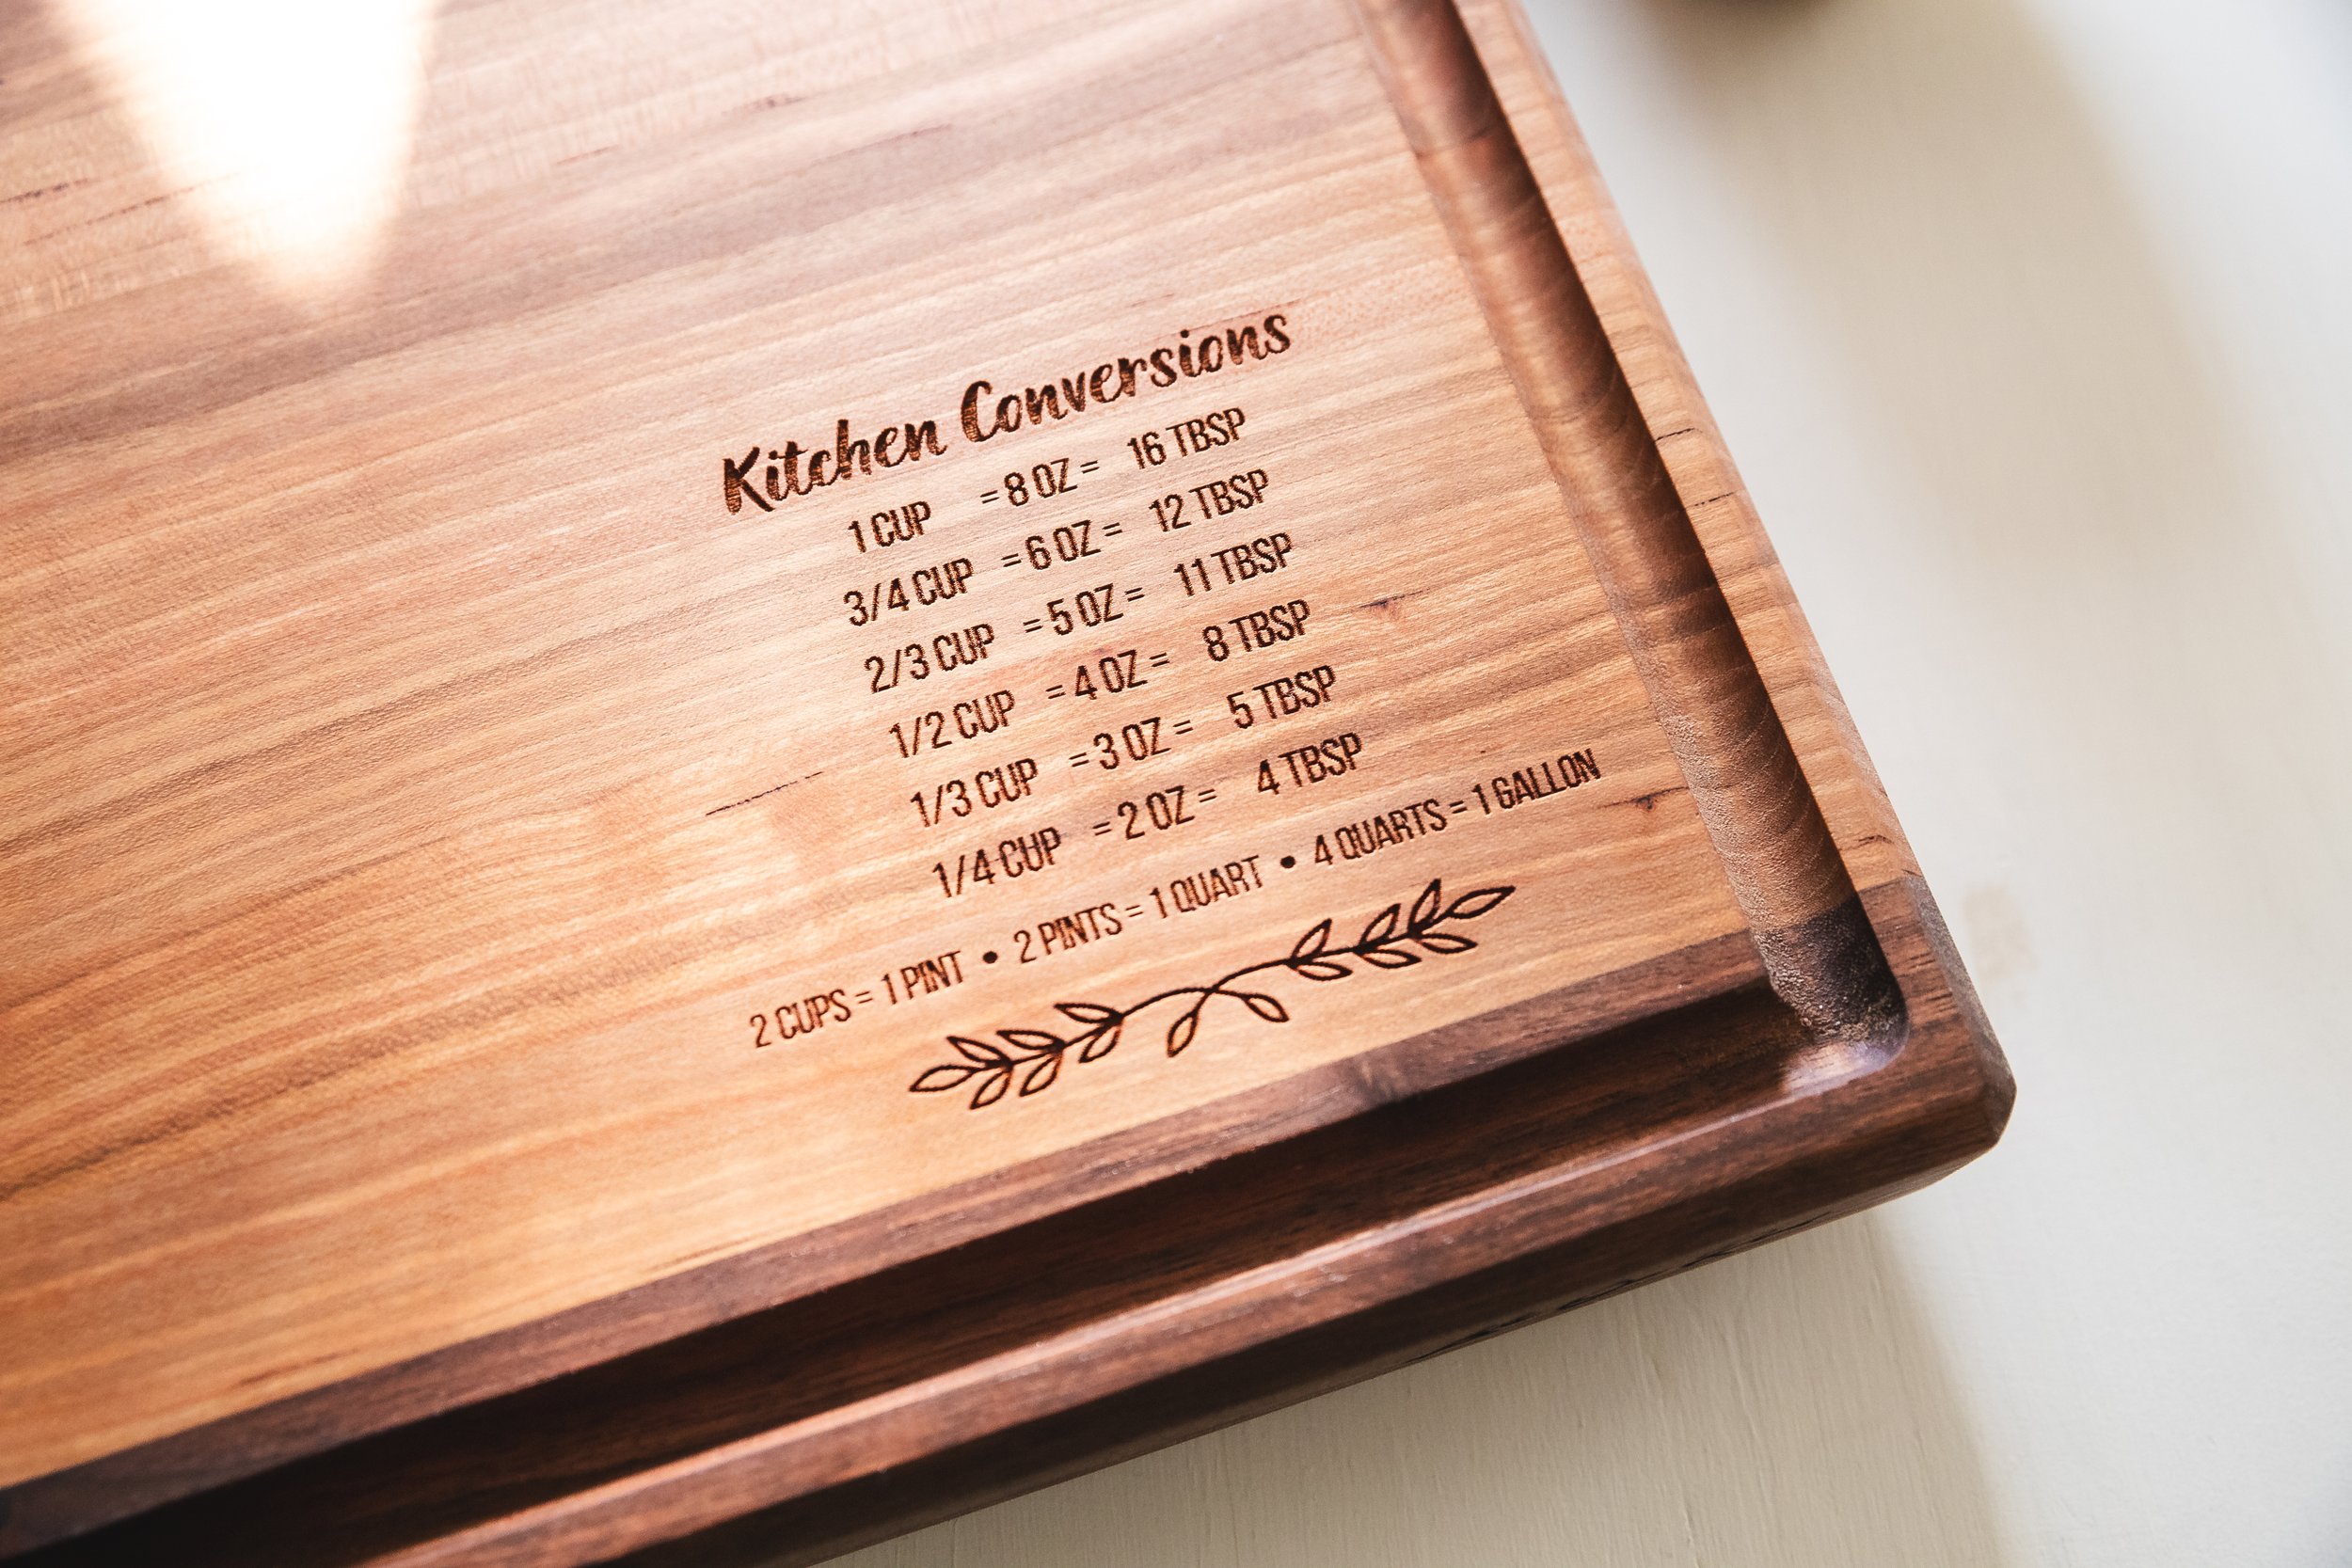 Kitchen Conversions
1 CUP = 8 OZ = 16 TBSP
3/4 CUP = 6 OZ = 12 TBSP
2/3 CUP = 5 OZ = 11 TBSP
1/2 CUP = 4 OZ = 8 TBSP
1/3 CUP = 3 OZ = 5 TBSP
1/4 CUP = 2 OZ = 4 TBSP
2 CUPS = 1 PINT • 2 PINTS = 1 QUART • 4 QUARTS = 1 GALLON